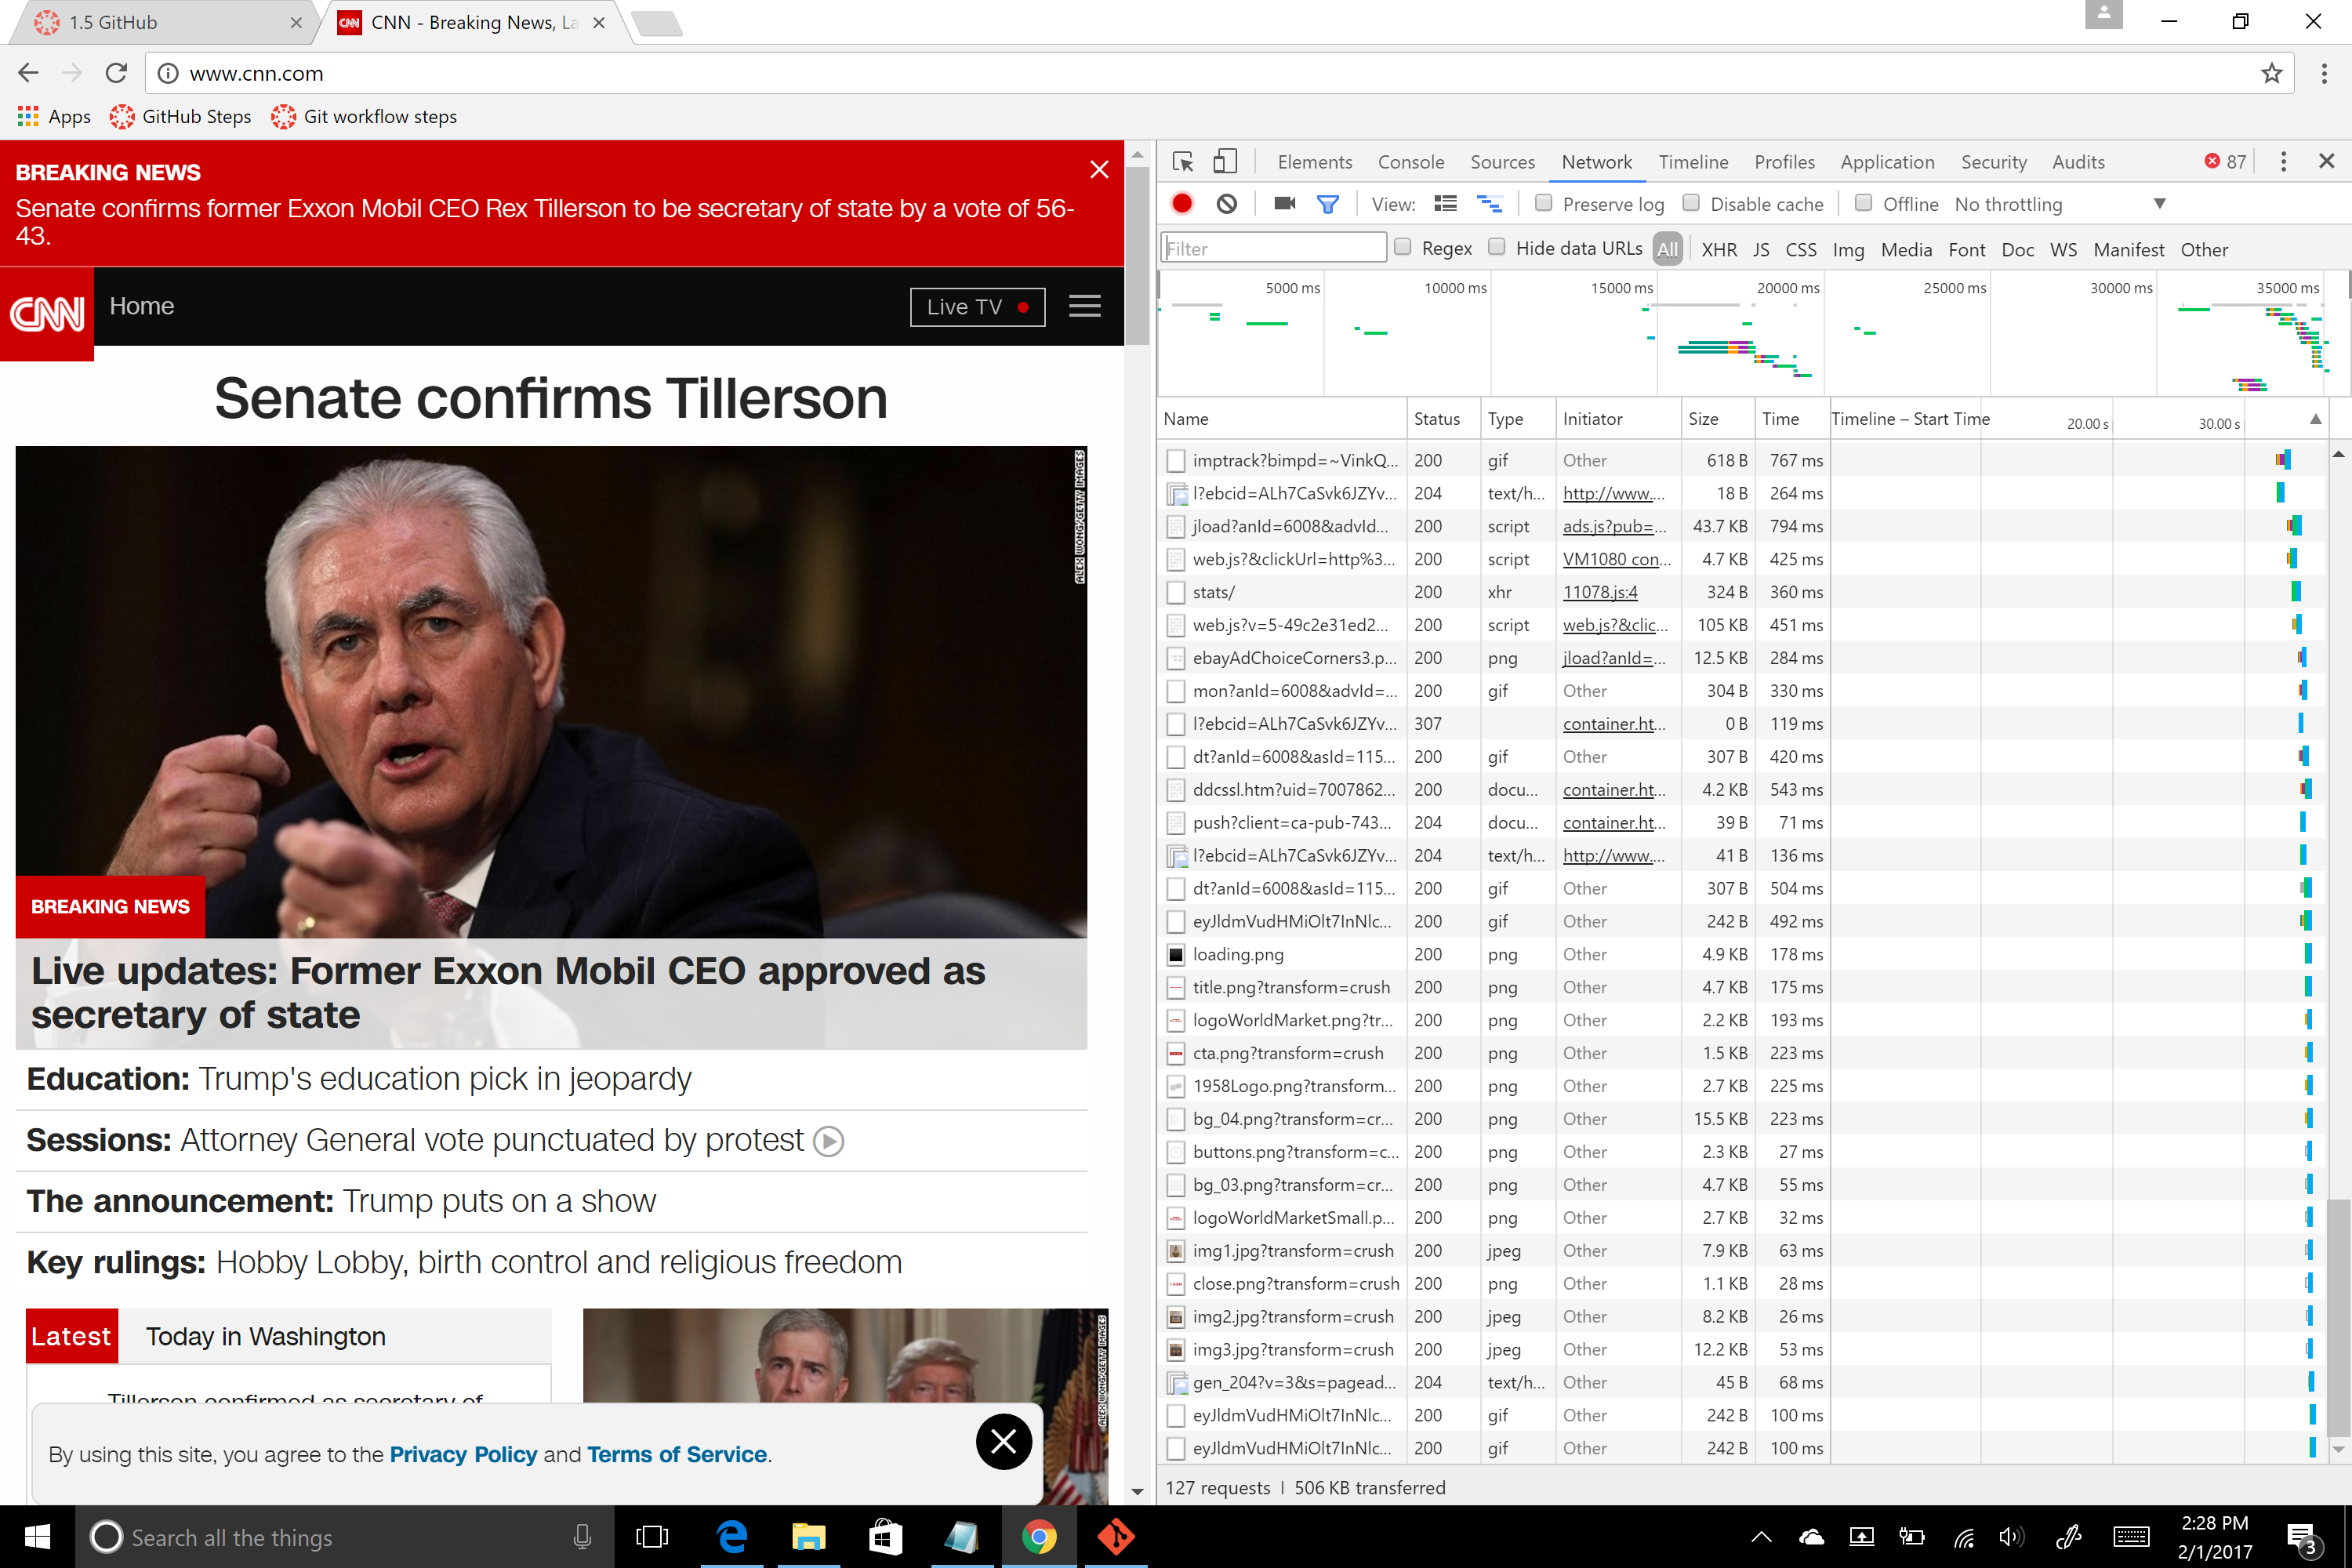 1.5 GitHub
CNN - Breaking News, La
www.cnn.com
Apps GitHub Steps Git workflow steps
BREAKING NEWS
Senate confirms former Exxon Mobil CEO Rex Tillerson to be secretary of state by a vote of 56-
43.
CNN Home Live TV
Senate confirms Tillerson
ALEX WONG/GETTY IMAGES
BREAKING NEWS
Live updates: Former Exxon Mobil CEO approved as
secretary of state
Education: Trump's education pick in jeopardy
Sessions: Attorney General vote punctuated by protest
The announcement: Trump puts on a show
Key rulings: Hobby Lobby, birth control and religious freedom
Latest Today in Washington
Tillerson confirmed as secretary of
ALEX WONG/GETTY IMAGES
By using this site, you agree to the Privacy Policy and Terms of Service.
Elements Console Sources Network Timeline Profiles Application Security Audits 87
View: Preserve log Disable cache Offline No throttling
Filter Regex Hide data URLs All XHR JS CSS Img Media Font Doc WS Manifest Other
5000 ms 10000 ms 15000 ms 20000 ms 25000 ms 30000 ms 35000 ms
Name Status Type Initiator Size Time Timeline – Start Time 20.00 s 30.00 s
imptrack?bimpd=~VinkQ... 200 gif Other 618 B 767 ms
l?ebcid=ALh7CaSvk6JZYv... 204 text/h... http://www.... 18 B 264 ms
jload?anId=6008&advId... 200 script ads.js?pub=... 43.7 KB 794 ms
web.js?&clickUrl=http%3... 200 script VM1080 con... 4.7 KB 425 ms
stats/ 200 xhr 11078.js:4 324 B 360 ms
web.js?v=5-49c2e31ed2... 200 script web.js?&clic... 105 KB 451 ms
ebayAdChoiceCorners3.p... 200 png jload?anId=... 12.5 KB 284 ms
mon?anId=6008&advId=... 200 gif Other 304 B 330 ms
l?ebcid=ALh7CaSvk6JZYv... 307 container.ht... 0 B 119 ms
dt?anId=6008&asId=115... 200 gif Other 307 B 420 ms
ddcssl.htm?uid=7007862... 200 docu... container.ht... 4.2 KB 543 ms
push?client=ca-pub-743... 204 docu... container.ht... 39 B 71 ms
l?ebcid=ALh7CaSvk6JZYv... 204 text/h... http://www.... 41 B 136 ms
dt?anId=6008&asId=115... 200 gif Other 307 B 504 ms
eyJldmVudHMiOlt7InNlc... 200 gif Other 242 B 492 ms
loading.png 200 png Other 4.9 KB 178 ms
title.png?transform=crush 200 png Other 4.7 KB 175 ms
logoWorldMarket.png?tr... 200 png Other 2.2 KB 193 ms
cta.png?transform=crush 200 png Other 1.5 KB 223 ms
1958Logo.png?transform... 200 png Other 2.7 KB 225 ms
bg_04.png?transform=cr... 200 png Other 15.5 KB 223 ms
buttons.png?transform=c... 200 png Other 2.3 KB 27 ms
bg_03.png?transform=cr... 200 png Other 4.7 KB 55 ms
logoWorldMarketSmall.p... 200 png Other 2.7 KB 32 ms
img1.jpg?transform=crush 200 jpeg Other 7.9 KB 63 ms
close.png?transform=crush 200 png Other 1.1 KB 28 ms
img2.jpg?transform=crush 200 jpeg Other 8.2 KB 26 ms
img3.jpg?transform=crush 200 jpeg Other 12.2 KB 53 ms
gen_204?v=3&s=pagead... 204 text/h... Other 45 B 68 ms
eyJldmVudHMiOlt7InNlc... 200 gif Other 242 B 100 ms
eyJldmVudHMiOlt7InNlc... 200 gif Other 242 B 100 ms
127 requests | 506 KB transferred
Search all the things
2:28 PM
2/1/2017
3